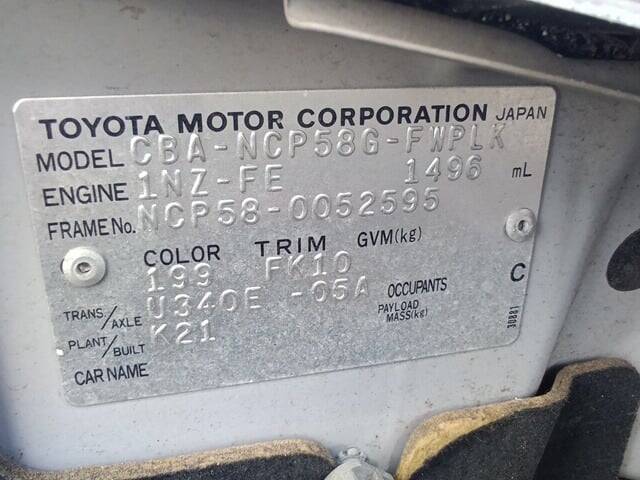 TOYOTA MOTOR CORPORATION JAPAN
MODEL CBA-NCP58G-FWPLK
ENGINE 1NZ-FE 1496 mL
FRAME No. NCP58-0052595
COLOR TRIM GVM(kg)
199 FK10
TRANS./AXLE U340E -05A OCCUPANTS C
PAYLOAD MASS(kg)
PLANT/BUILT K21
CAR NAME
30881